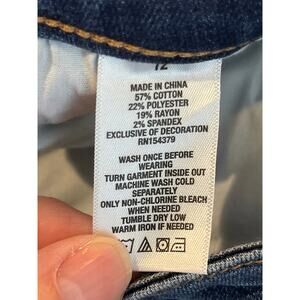 12
MADE IN CHINA
57% COTTON
22% POLYESTER
19% RAYON
2% SPANDEX
EXCLUSIVE OF DECORATION
RN154379
WASH ONCE BEFORE
WEARING
TURN GARMENT INSIDE OUT
MACHINE WASH COLD
SEPARATELY
ONLY NON-CHLORINE BLEACH
WHEN NEEDED
TUMBLE DRY LOW
WARM IRON IF NEEDED